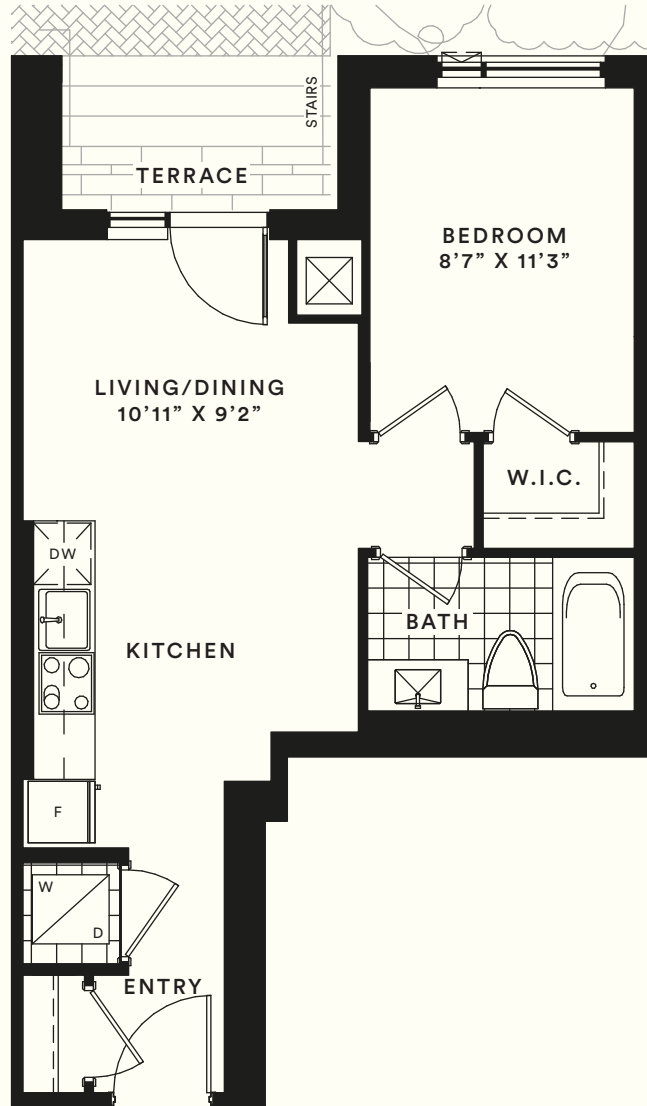 STAIRS
TERRACE
BEDROOM
8’7” X 11’3”
LIVING/DINING
10’11” X 9’2”
W.I.C.
DW
BATH
KITCHEN
F
W
D
ENTRY